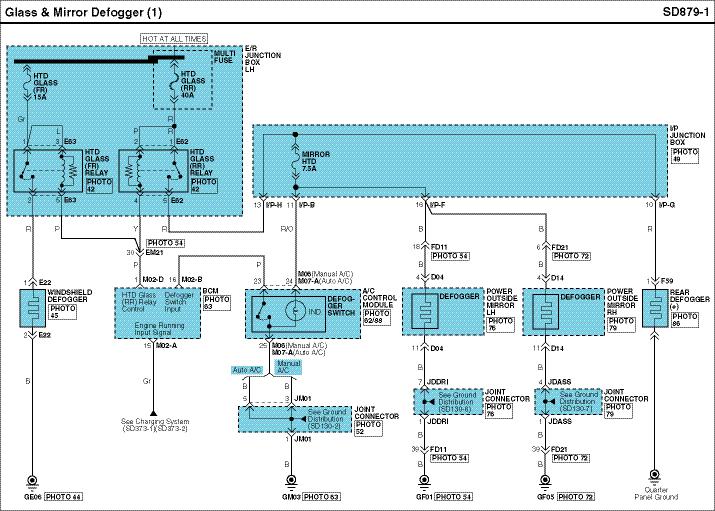 Glass & Mirror Defogger (1)
SD879-1
HOT AT ALL TIMES
E/R
JUNCTION
BOX
LH
MULTI
FUSE
HTD
GLASS
(FR)
15A
HTD
GLASS
(RR)
40A
Gr
L
P
R
R
1
3
E63
2
1
E62
HTD
GLASS
(FR)
RELAY
PHOTO
42
HTD
GLASS
(RR)
RELAY
PHOTO
42
2
5
E63
4
5
E62
I/P
JUNCTION
BOX
PHOTO
49
MIRROR
HTD
7.5A
13
I/P-H
11
I/P-B
16
I/P-F
10
I/P-G
R
P
Y
R
R/O
B
B
R
PHOTO 54
30
EM21
18
FD11
PHOTO 54
6
FD21
PHOTO 72
P
P
B
B
1
E22
1
M02-D
16
M02-B
23
24
M06(Manual A/C)
M07-A(Auto A/C)
4
D04
4
D14
1
F59
WINDSHIELD
DEFOGGER
PHOTO
45
HTD Glass
(RR) Relay
Control
Defogger
Switch
Input
Engine Running
Input Signal
BCM
PHOTO
63
DEFOG-
GER
SWITCH
IND.
A/C
CONTROL
MODULE
PHOTO
62/88
DEFOGGER
POWER
OUTSIDE
MIRROR
LH
PHOTO
76
DEFOGGER
POWER
OUTSIDE
MIRROR
RH
PHOTO
79
REAR
DEFOGGER
(+)
PHOTO
86
2
E22
15
M02-A
25
M06(Manual A/C)
M07-A(Auto A/C)
11
D04
11
D14
Auto A/C
Manual
A/C
B
Gr
B
B
B
B
5
3
JM01
7
JDDRI
4
JDASS
See Charging System
(SD373-1)(SD373-2)
See Ground
Distribution
(SD130-2)
JOINT
CONNECTOR
PHOTO
52
See Ground
Distribution
(SD130-6)
JOINT
CONNECTOR
PHOTO
76
See Ground
Distribution
(SD130-7)
JOINT
CONNECTOR
PHOTO
79
1
JM01
1
JDDRI
1
JDASS
B
B
B
39
FD11
PHOTO 54
39
FD21
PHOTO 72
B
B
GE06
PHOTO 44
GM03
PHOTO 63
GF01
PHOTO 54
GF05
PHOTO 72
Quarter
Panel Ground